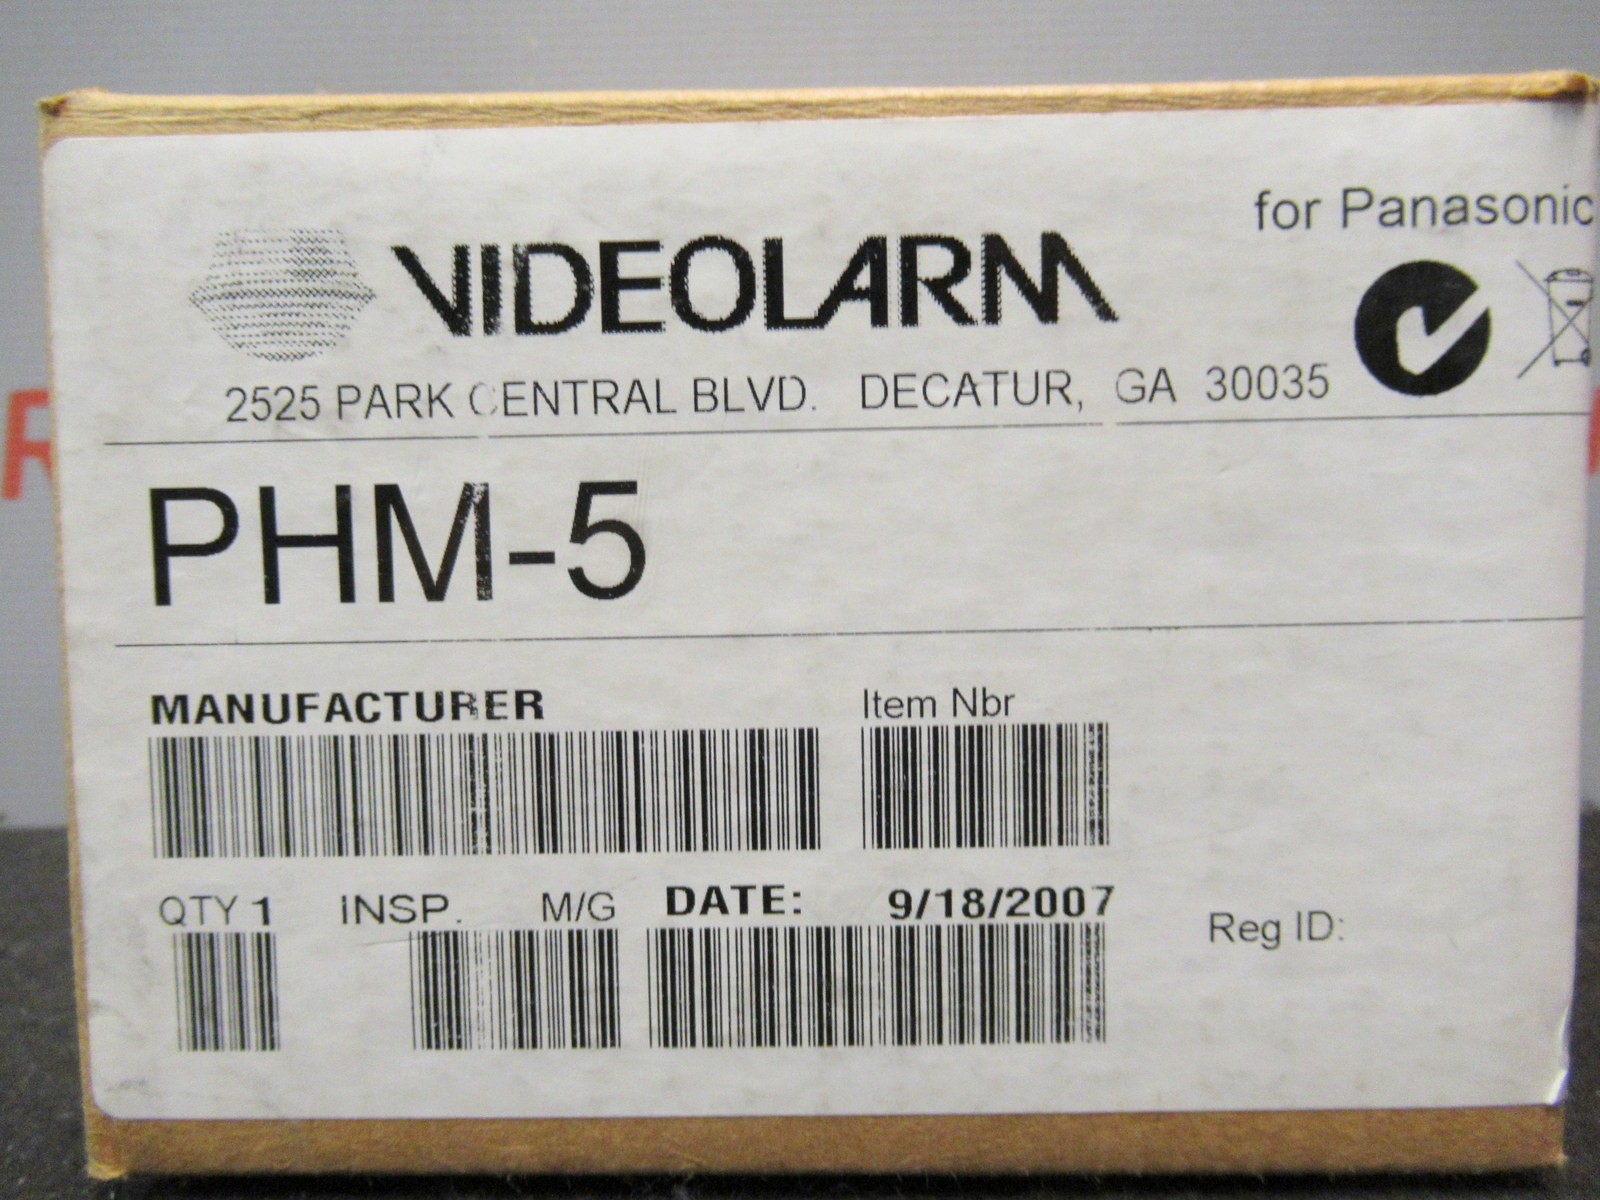 for Panasonic
VIDEOLARM
2525 PARK CENTRAL BLVD. DECATUR, GA 30035
PHM-5
MANUFACTURER Item Nbr
QTY 1 INSP. M/G DATE: 9/18/2007
Reg ID: